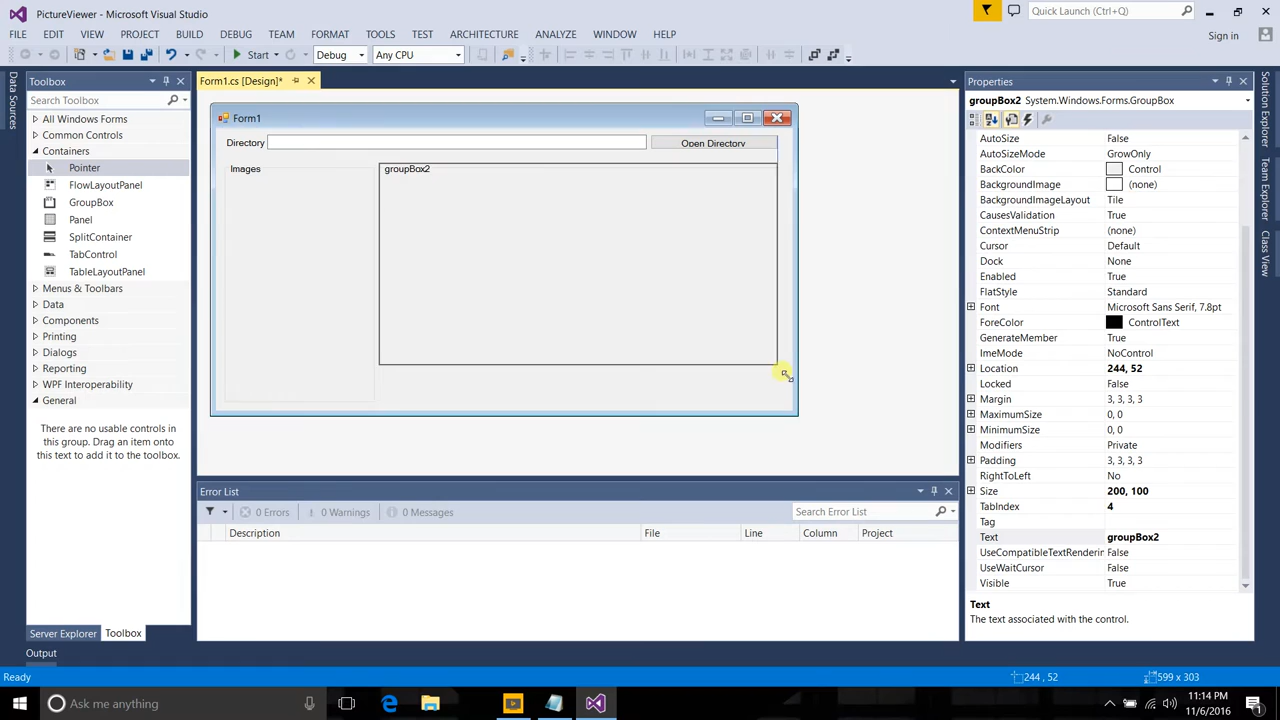 PictureViewer - Microsoft Visual Studio
Quick Launch (Ctrl+Q)
FILE EDIT VIEW PROJECT BUILD DEBUG TEAM FORMAT TOOLS TEST ARCHITECTURE ANALYZE WINDOW HELP
Sign in
Start Debug Any CPU
Data Sources
Toolbox
Search Toolbox
All Windows Forms
Common Controls
Containers
Pointer
FlowLayoutPanel
GroupBox
Panel
SplitContainer
TabControl
TableLayoutPanel
Menus & Toolbars
Data
Components
Printing
Dialogs
Reporting
WPF Interoperability
General
There are no usable controls in
this group. Drag an item onto
this text to add it to the toolbox.
Server Explorer Toolbox
Output
Form1.cs [Design]*
Form1
Directory
Open Directory
Images
groupBox2
Error List
0 Errors 0 Warnings 0 Messages
Search Error List
Description File Line Column Project
Properties
groupBox2 System.Windows.Forms.GroupBox
AutoSize False
AutoSizeMode GrowOnly
BackColor Control
BackgroundImage (none)
BackgroundImageLayout Tile
CausesValidation True
ContextMenuStrip (none)
Cursor Default
Dock None
Enabled True
FlatStyle Standard
Font Microsoft Sans Serif, 7.8pt
ForeColor ControlText
GenerateMember True
ImeMode NoControl
Location 244, 52
Locked False
Margin 3, 3, 3, 3
MaximumSize 0, 0
MinimumSize 0, 0
Modifiers Private
Padding 3, 3, 3, 3
RightToLeft No
Size 200, 100
TabIndex 4
Tag
Text groupBox2
UseCompatibleTextRenderin False
UseWaitCursor False
Visible True
Text
The text associated with the control.
Solution Explorer
Team Explorer
Class View
Ready
244 , 52
599 x 303
Ask me anything
11:14 PM
11/6/2016